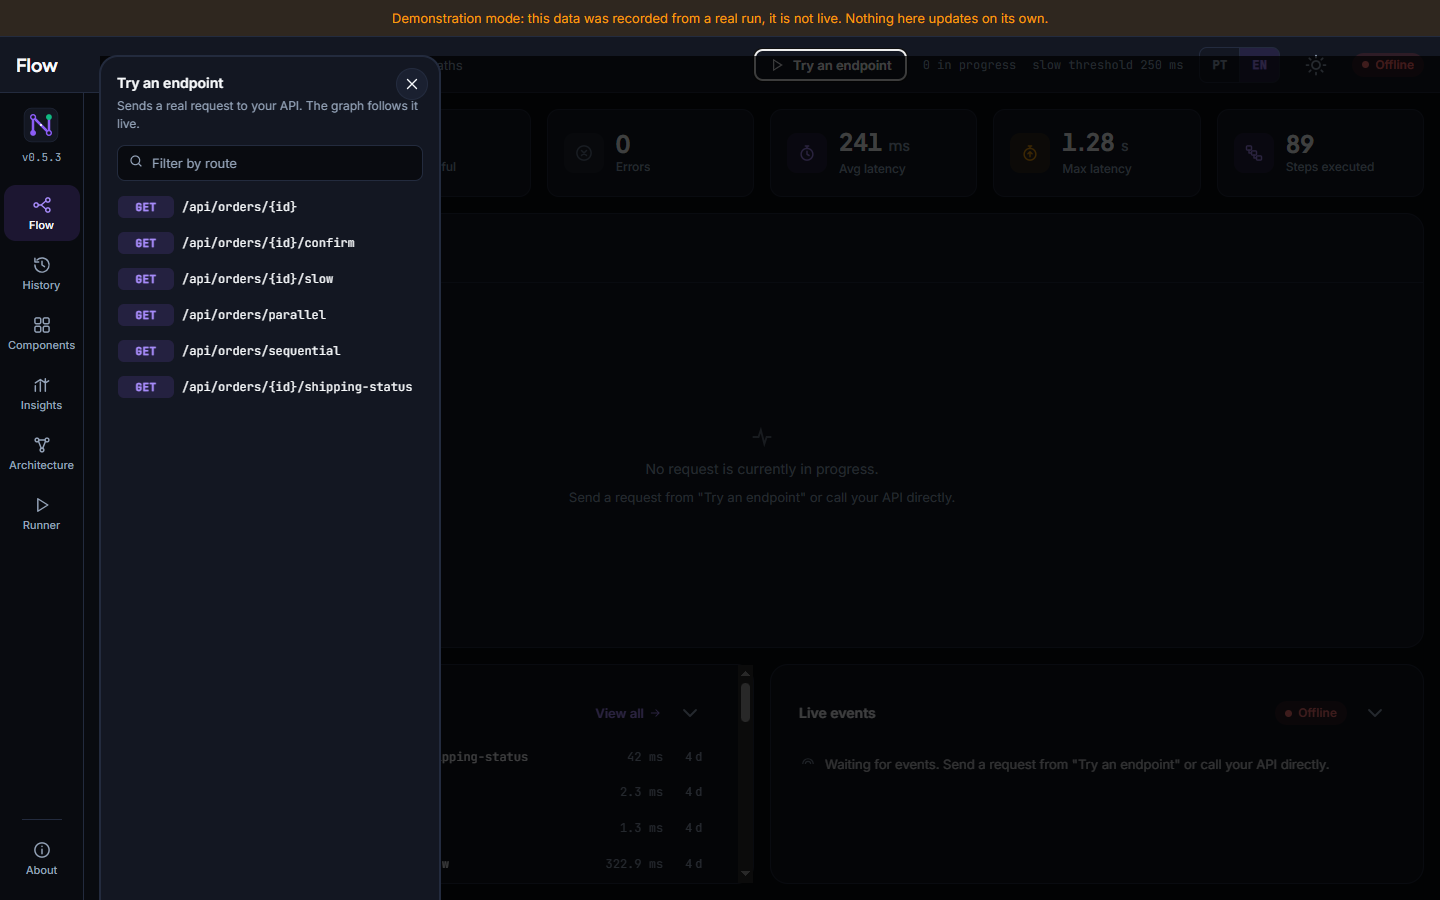 Demonstration mode: this data was recorded from a real run, it is not live. Nothing here updates on its own.
Flow
aths
Try an endpoint
0 in progress
slow threshold 250 ms
PT
EN
Offline
v0.5.3
Flow
History
Components
Insights
Architecture
Runner
About
Try an endpoint
Sends a real request to your API. The graph follows it
live.
Filter by route
GET /api/orders/{id}
GET /api/orders/{id}/confirm
GET /api/orders/{id}/slow
GET /api/orders/parallel
GET /api/orders/sequential
GET /api/orders/{id}/shipping-status
ful
0
Errors
241 ms
Avg latency
1.28 s
Max latency
89
Steps executed
No request is currently in progress.
Send a request from "Try an endpoint" or call your API directly.
View all →
pping-status 42 ms 4 d
2.3 ms 4 d
1.3 ms 4 d
w 322.9 ms 4 d
Live events
Offline
Waiting for events. Send a request from "Try an endpoint" or call your API directly.